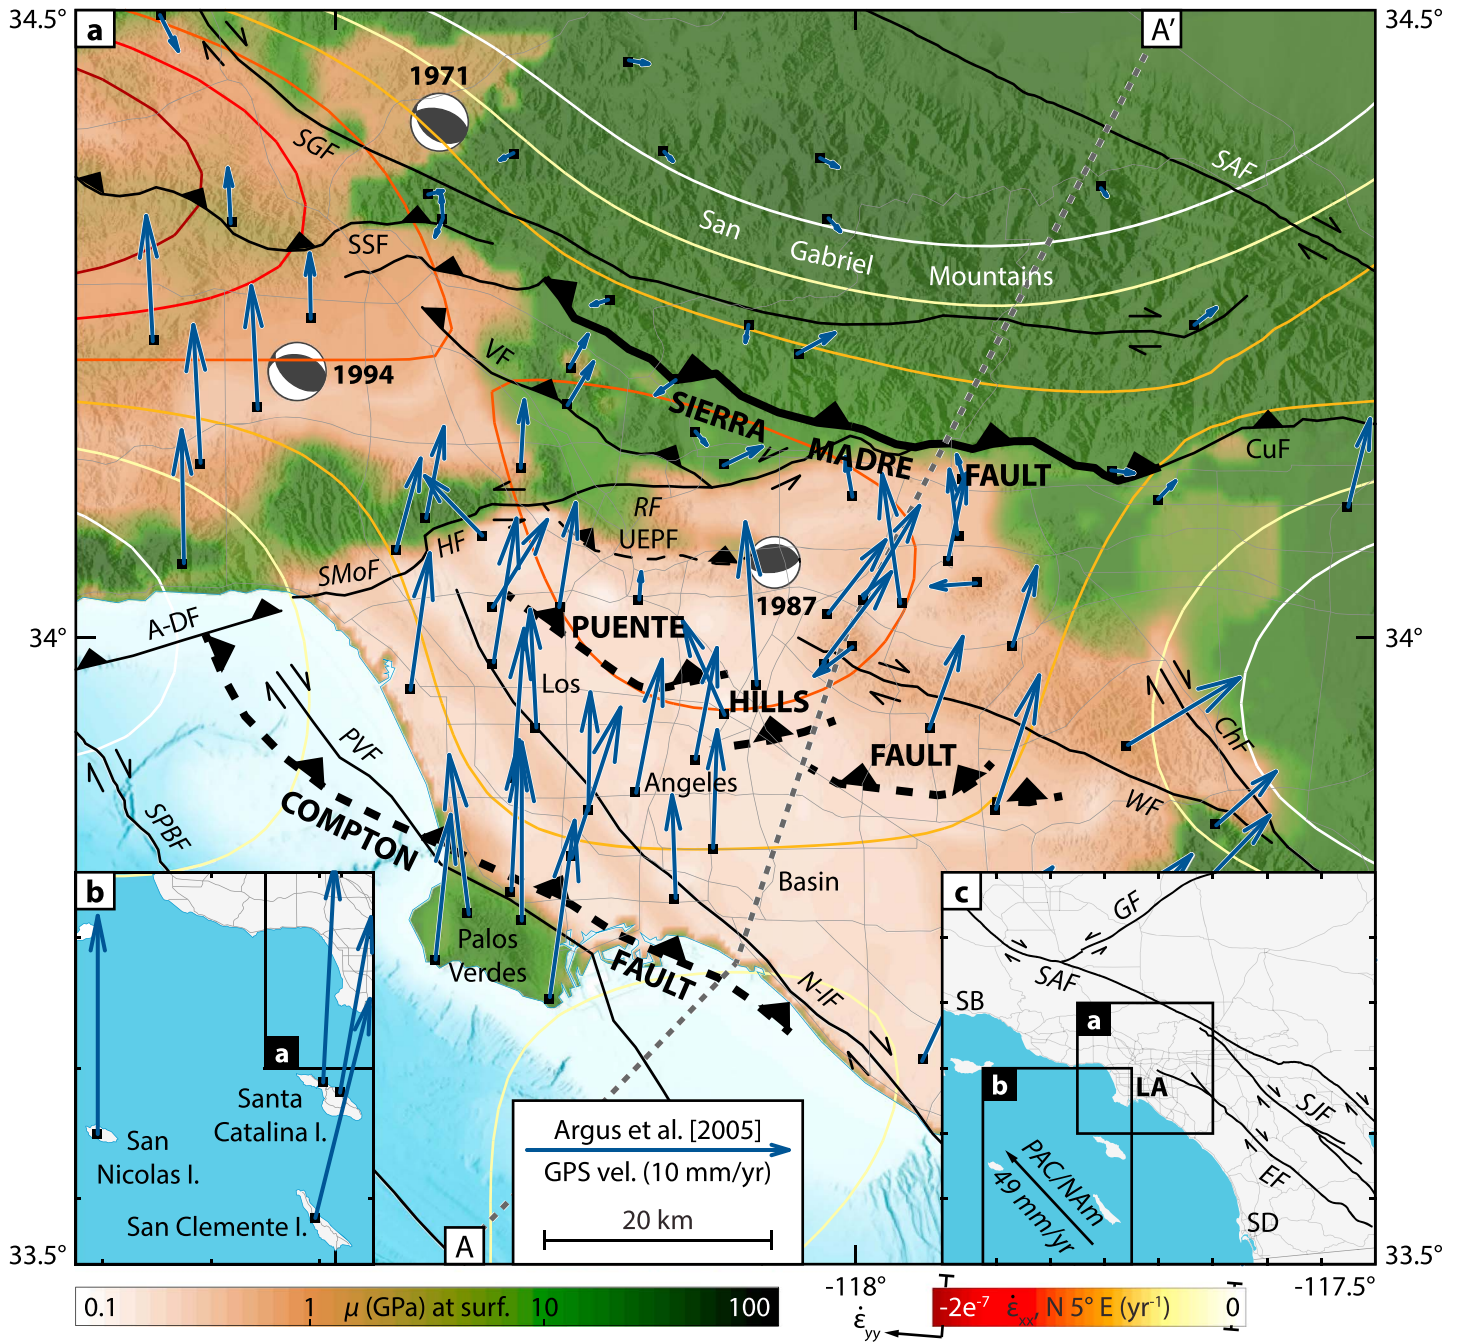 34.5°
a
A’
34.5°
1971
SGF
SAF
San
Gabriel
Mountains
SSF
VF
1994
SIERRA
MADRE
FAULT
CuF
RF
UEPF
HF
SMoF
1987
A-DF
34°
PUENTE
34°
Los
HILLS
PVF
ChF
FAULT
Angeles
WF
COMPTON
SPBF
Basin
b
c
Palos
Verdes
FAULT
N-IF
GF
SAF
SB
a
a
b
LA
Santa
Catalina I.
San
Nicolas I.
SJF
PAC/NAm
49 mm/yr
EF
SD
San Clemente I.
Argus et al. [2005]
GPS vel. (10 mm/yr)
20 km
A
33.5°
33.5°
-118°
-117.5°
0.1 1 μ (GPa) at surf. 10 100
ε̇yy
-2e⁻⁷ ε̇xx, N 5° E (yr⁻¹) 0